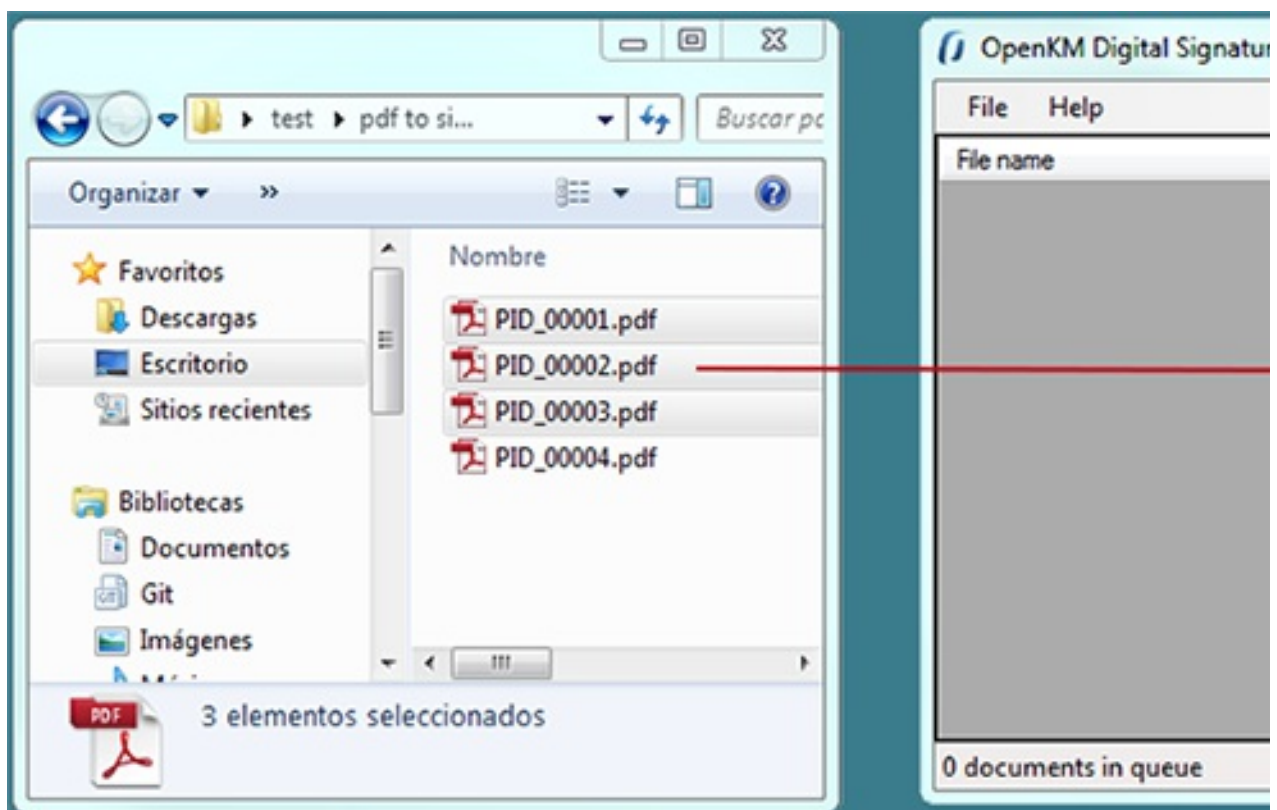 test pdf to si...
Buscar pc
Organizar »
Favoritos
Descargas
Escritorio
Sitios recientes
Bibliotecas
Documentos
Git
Imágenes
Nombre
PID_00001.pdf
PID_00002.pdf
PID_00003.pdf
PID_00004.pdf
PDF
3 elementos seleccionados
OpenKM Digital Signatur
File Help
File name
0 documents in queue